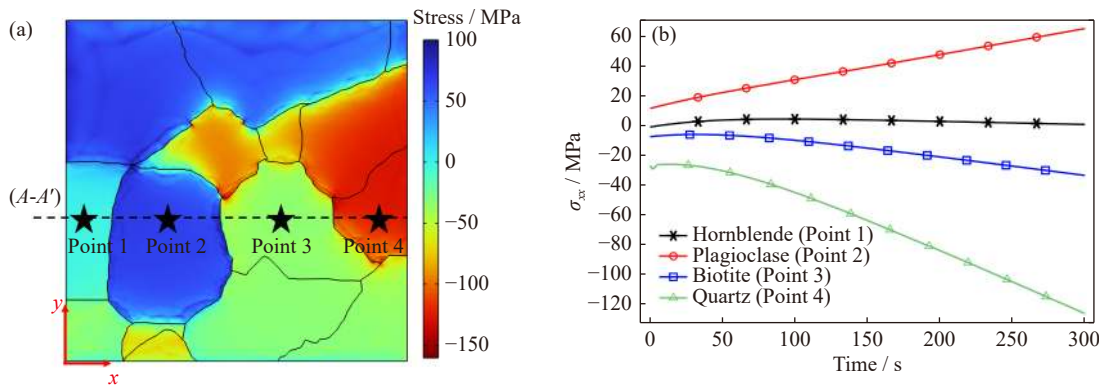 (a)
Stress / MPa
100
50
0
−50
−100
−150
(A-A′)
Point 1
Point 2
Point 3
Point 4
y
x
(b)
60
40
20
0
−20
−40
−60
−80
−100
−120
σxx / MPa
Hornblende (Point 1)
Plagioclase (Point 2)
Biotite (Point 3)
Quartz (Point 4)
0 50 100 150 200 250 300
Time / s